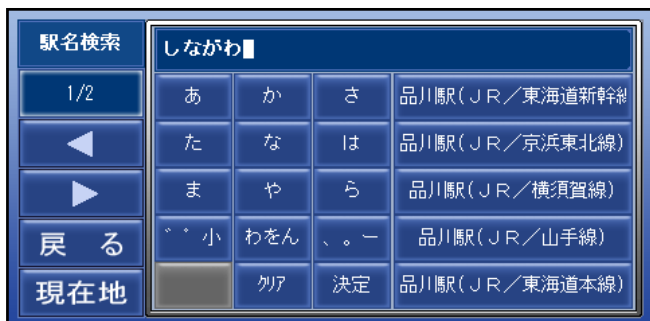 駅名検索
しながわ
1/2
あ
か
さ
品川駅(JR/東海道新幹線
◀
た
な
は
品川駅(JR/京浜東北線)
▶
ま
や
ら
品川駅(JR/横須賀線)
戻る
゛゜小
わをん
、。ー
品川駅(JR/山手線)
現在地
クリア
決定
品川駅(JR/東海道本線)